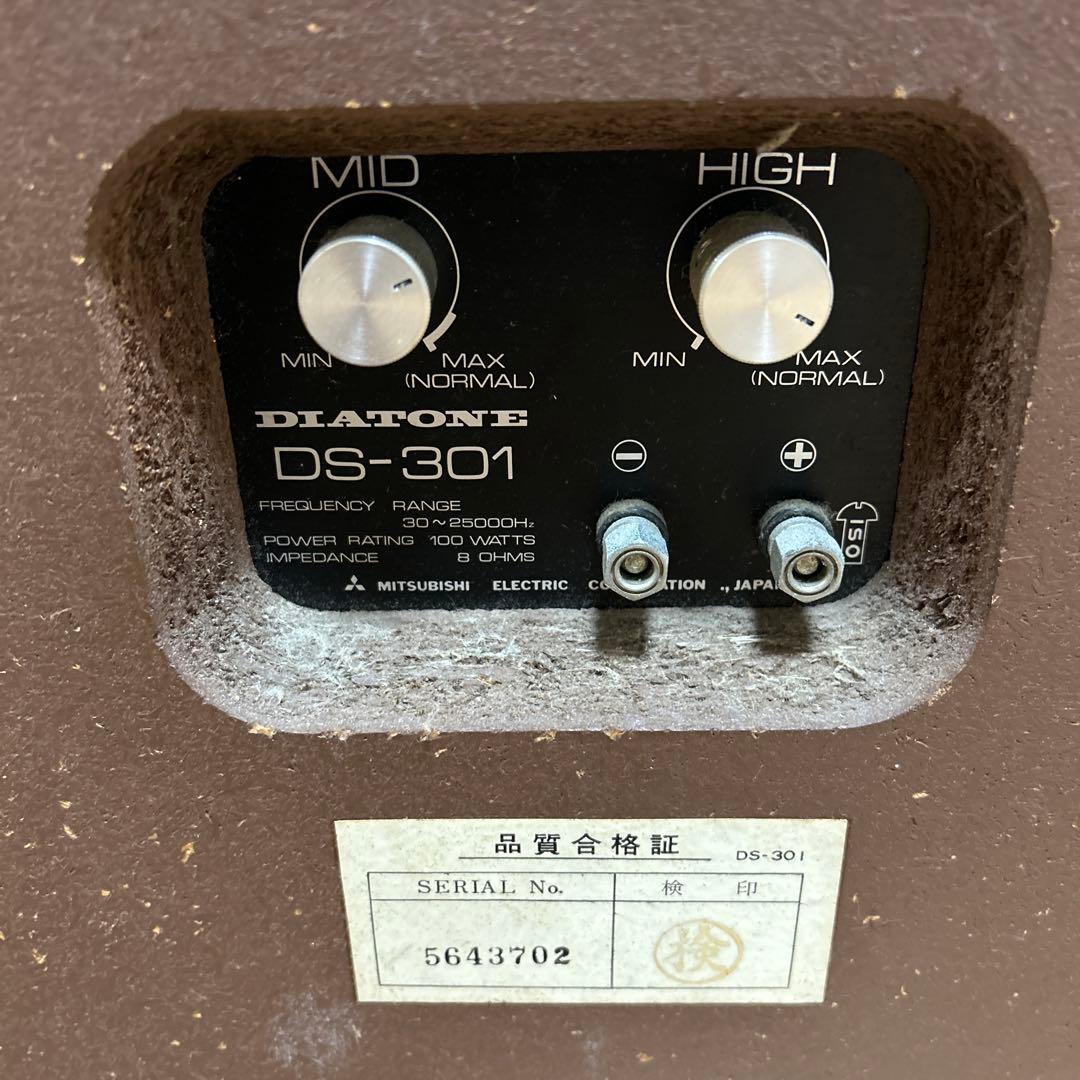 MID HIGH
MIN MAX (NORMAL) MIN MAX (NORMAL)
DIATONE
DS-301
⊖ ⊕
FREQUENCY RANGE
30~25000Hz
POWER RATING 100 WATTS
IMPEDANCE 8 OHMS
ISO
MITSUBISHI ELECTRIC , JAPAN
品質合格証 DS-301
SERIAL No. 検印
5643702 検